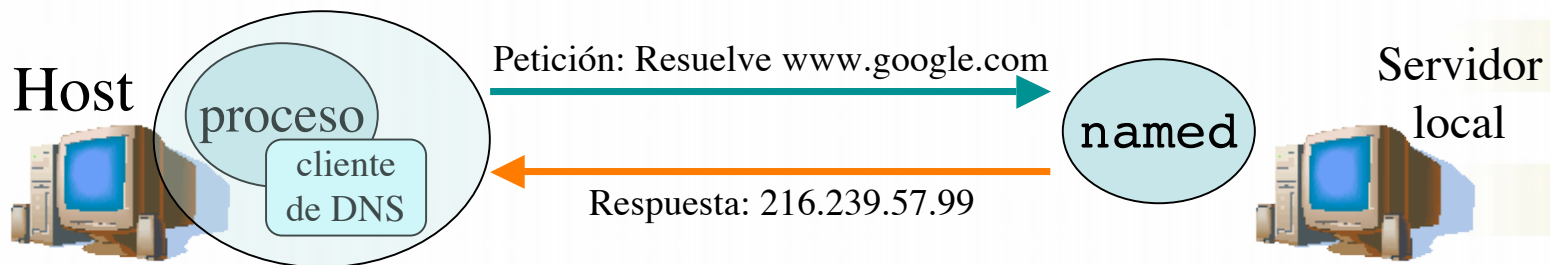 Host
proceso
cliente
de DNS
Petición: Resuelve www.google.com
Respuesta: 216.239.57.99
named
Servidor
local